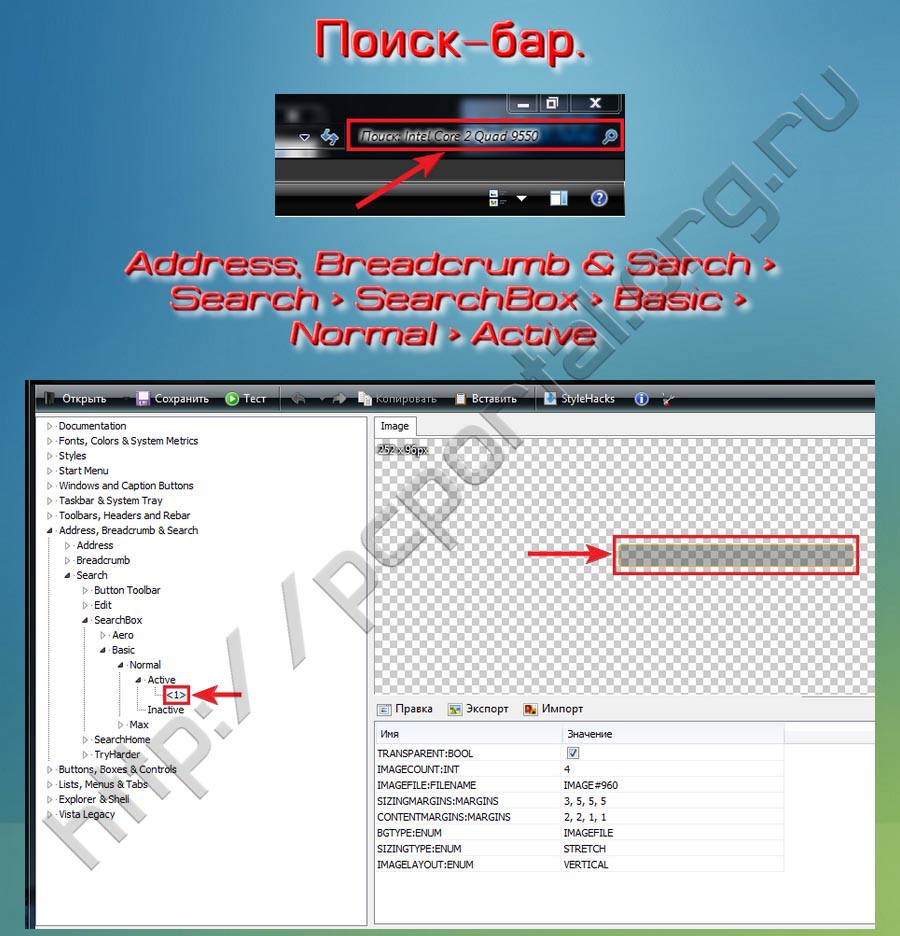 Поиск-бар.
Поиск: Intel Core 2 Quad 9550
Address, Breadcrumb & Sarch >
Search > SearchBox > Basic >
Normal > Active
Открыть Сохранить Тест Копировать Вставить StyleHacks
Documentation
Fonts, Colors & System Metrics
Styles
Start Menu
Windows and Caption Buttons
Taskbar & System Tray
Toolbars, Headers and Rebar
Address, Breadcrumb & Search
Address
Breadcrumb
Search
Button Toolbar
Edit
SearchBox
Aero
Basic
Normal
Active
<1>
Inactive
Max
SearchHome
TryHarder
Buttons, Boxes & Controls
Lists, Menus & Tabs
Explorer & Shell
Vista Legacy
Image
252 x 96px
Правка Экспорт Импорт
Имя Значение
TRANSPARENT:BOOL
IMAGECOUNT:INT 4
IMAGEFILE:FILENAME IMAGE#960
SIZINGMARGINS:MARGINS 3, 5, 5, 5
CONTENTMARGINS:MARGINS 2, 2, 1, 1
BGTYPE:ENUM IMAGEFILE
SIZINGTYPE:ENUM STRETCH
IMAGELAYOUT:ENUM VERTICAL
http://pcportal.org.ru